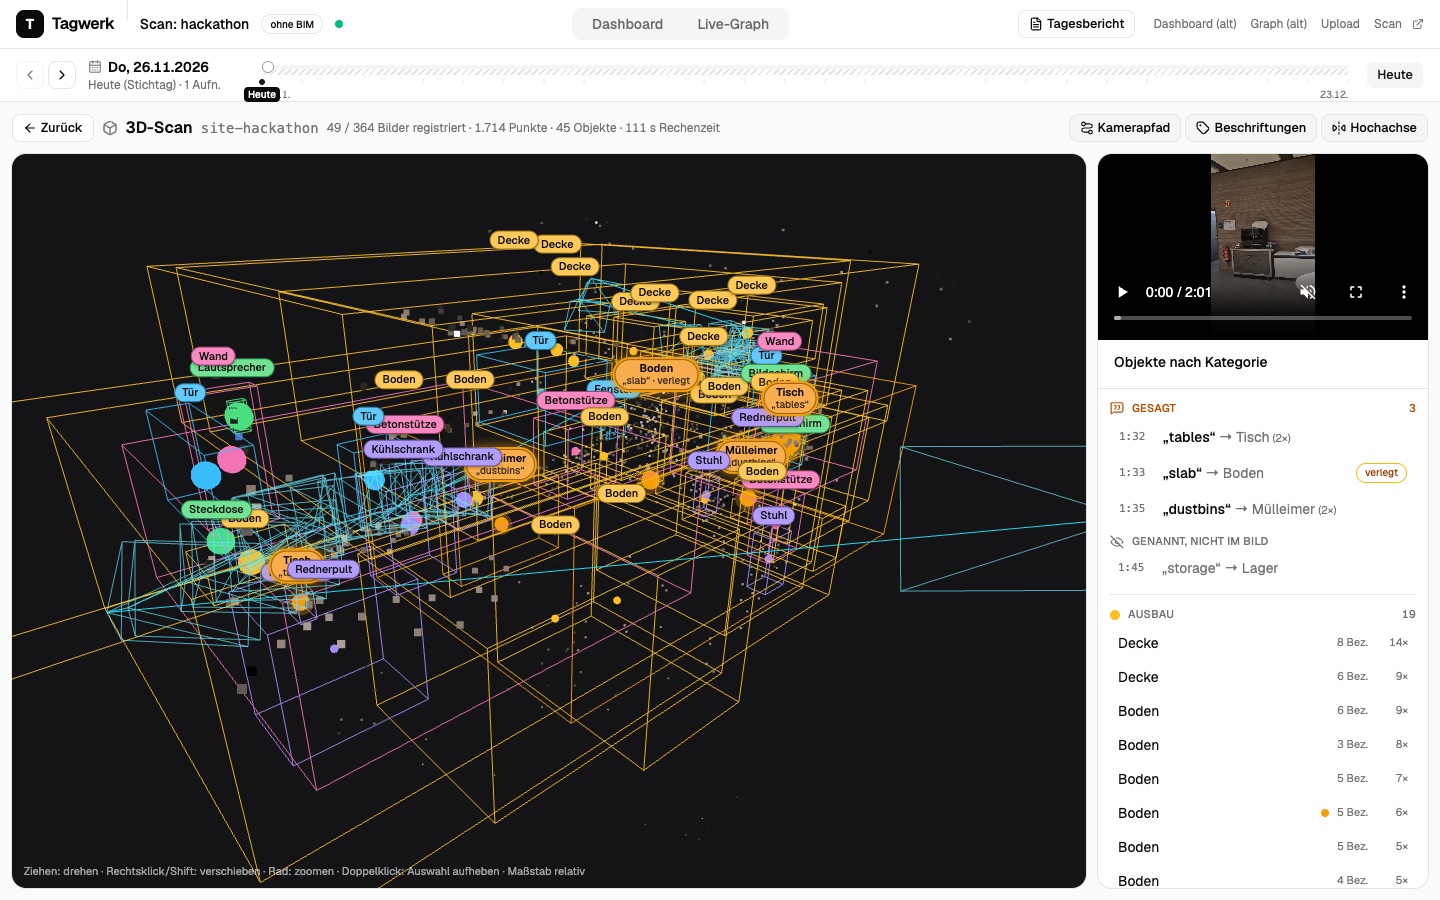 T Tagwerk Scan: hackathon ohne BIM Dashboard Live-Graph Tagesbericht Dashboard (alt) Graph (alt) Upload Scan
Do, 26.11.2026
Heute (Stichtag) · 1 Aufn.
Heute 1. 23.12. Heute
Zurück 3D-Scan site-hackathon 49 / 364 Bilder registriert · 1.714 Punkte · 45 Objekte · 111 s Rechenzeit Kamerapfad Beschriftungen Hochachse
Decke Decke
Decke
Decke
Decke Decke
Decke
Tür Wand
Wand Tür
Lautsprecher
Boden „slab“ · verlegt
Boden Boden Boden
Tür Tisch „tables“
Betonstütze
Tür Boden Rednerpult
Betonstütze
Kühlschrank
Mülleimer
„dustbins“
Stuhl
Boden
Boden
Steckdose
Boden
Stuhl
Boden
Rednerpult
Ziehen: drehen · Rechtsklick/Shift: verschieben · Rad: zoomen · Doppelklick: Auswahl aufheben · Maßstab relativ
0:00 / 2:01
Objekte nach Kategorie
GESAGT 3
1:32 „tables“ → Tisch (2×)
1:33 „slab“ → Boden verlegt
1:35 „dustbins“ → Mülleimer (2×)
GENANNT, NICHT IM BILD
1:45 „storage“ → Lager
AUSBAU 19
Decke 8 Bez. 14×
Decke 6 Bez. 9×
Boden 6 Bez. 9×
Boden 3 Bez. 8×
Boden 5 Bez. 7×
Boden 5 Bez. 6×
Boden 5 Bez. 5×
Boden 4 Bez. 5×